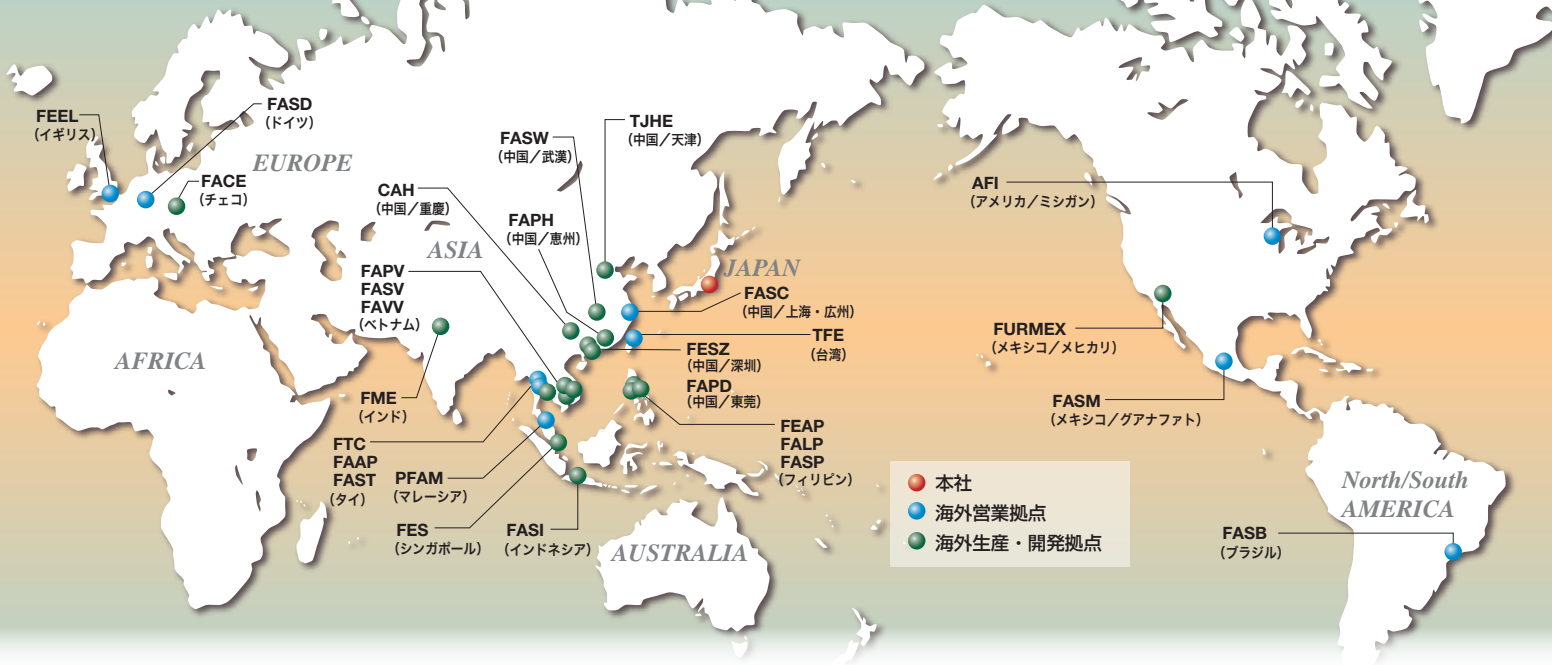 FEEL
（イギリス）
FASD
（ドイツ）
EUROPE
FACE
（チェコ）
TJHE
（中国／天津）
FASW
（中国／武漢）
CAH
（中国／重慶）
FAPH
（中国／恵州）
ASIA
JAPAN
FAPV
FASV
FAVV
（ベトナム）
FASC
（中国／上海・広州）
TFE
（台湾）
FESZ
（中国／深圳）
FAPD
（中国／東莞）
AFRICA
FME
（インド）
FTC
FAAP
FAST
（タイ）
PFAM
（マレーシア）
FES
（シンガポール）
FASI
（インドネシア）
FEAP
FALP
FASP
（フィリピン）
AUSTRALIA
AFI
（アメリカ／ミシガン）
FURMEX
（メキシコ／メヒカリ）
FASM
（メキシコ／グアナファト）
North/South
AMERICA
FASB
（ブラジル）
本社
海外営業拠点
海外生産・開発拠点